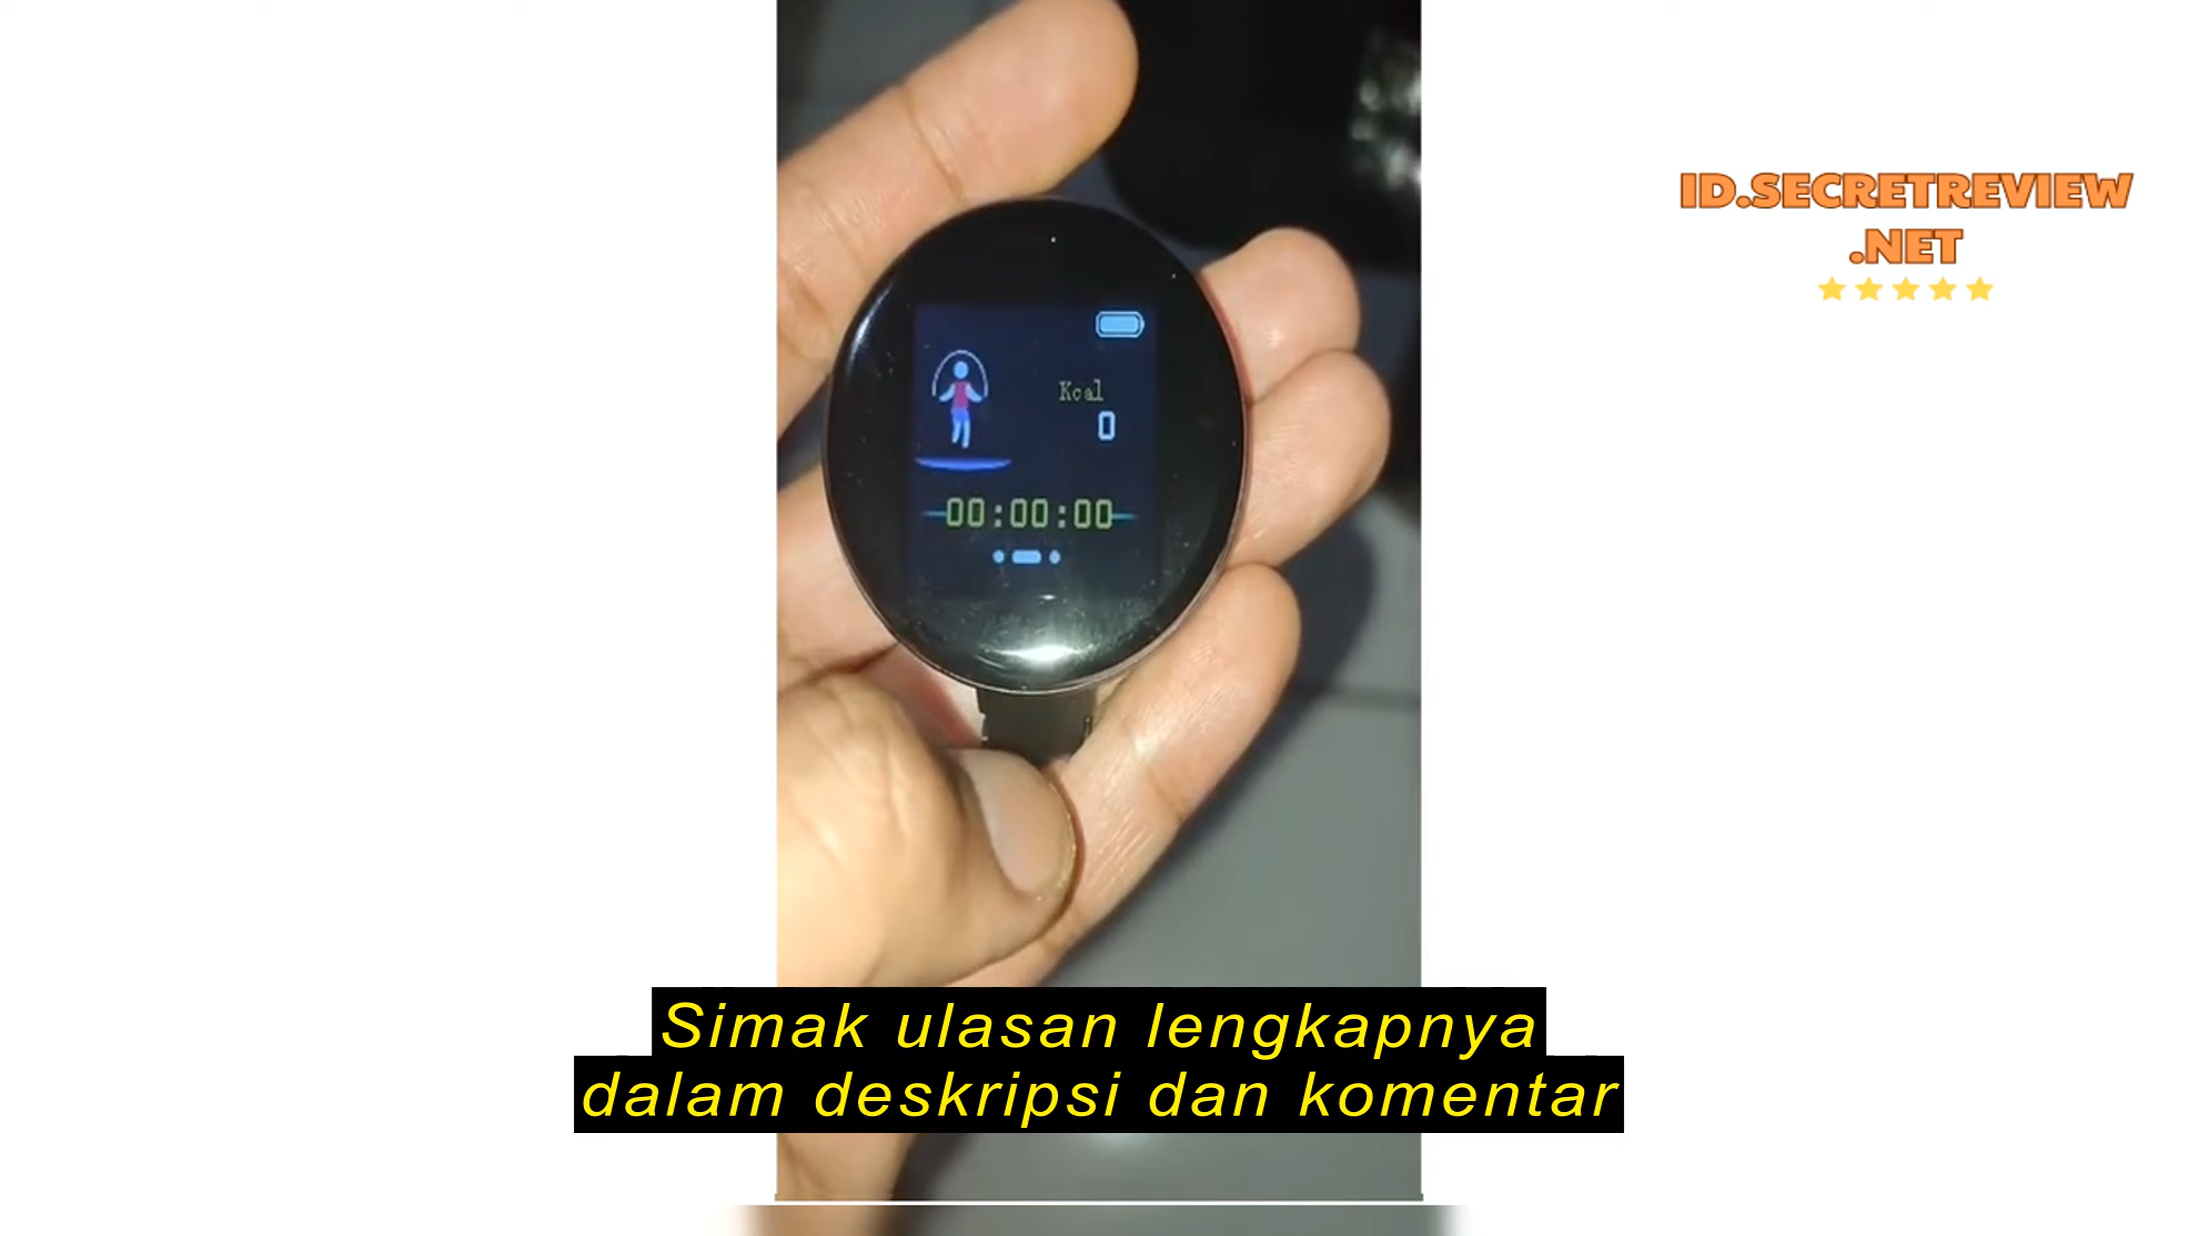 ID.SECRETREVIEW
.NET
Kcal
0
00:00:00
Simak ulasan lengkapnya
dalam deskripsi dan komentar